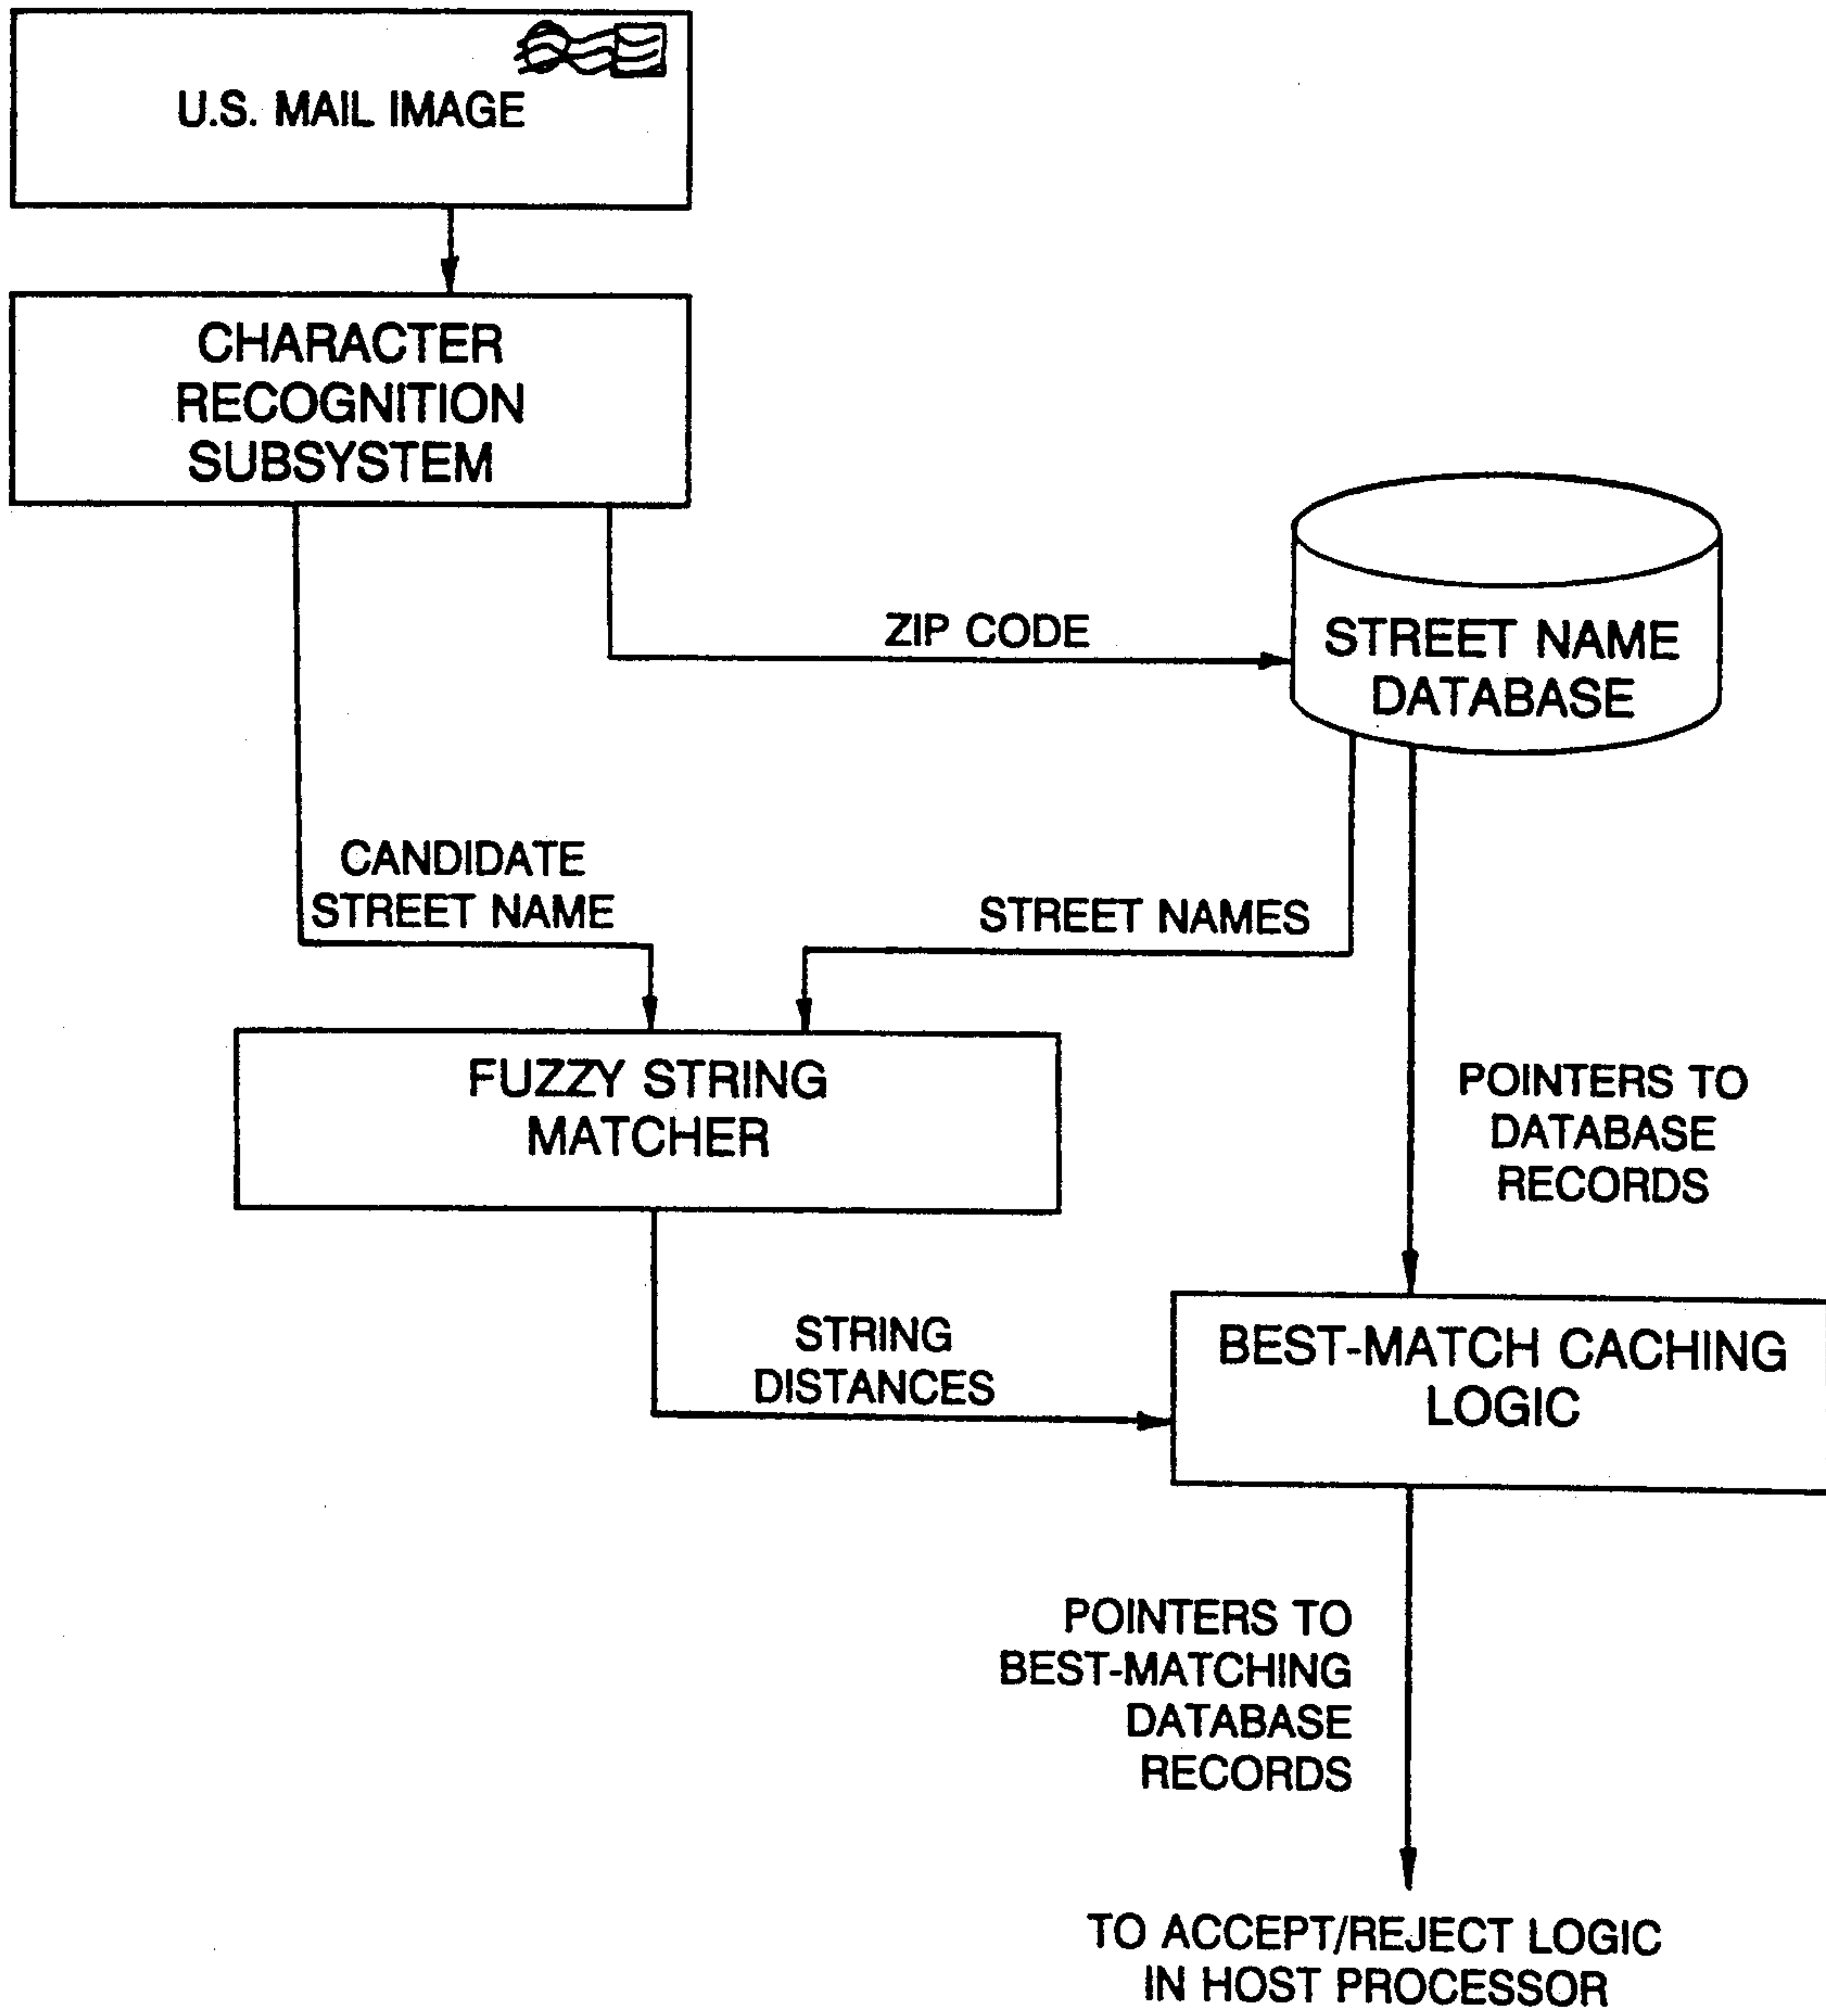 U.S. MAIL IMAGE
CHARACTER
RECOGNITION
SUBSYSTEM
ZIP CODE
STREET NAME
DATABASE
CANDIDATE
STREET NAME
STREET NAMES
FUZZY STRING
MATCHER
POINTERS TO
DATABASE
RECORDS
STRING
DISTANCES
BEST-MATCH CACHING
LOGIC
POINTERS TO
BEST-MATCHING
DATABASE
RECORDS
TO ACCEPT/REJECT LOGIC
IN HOST PROCESSOR